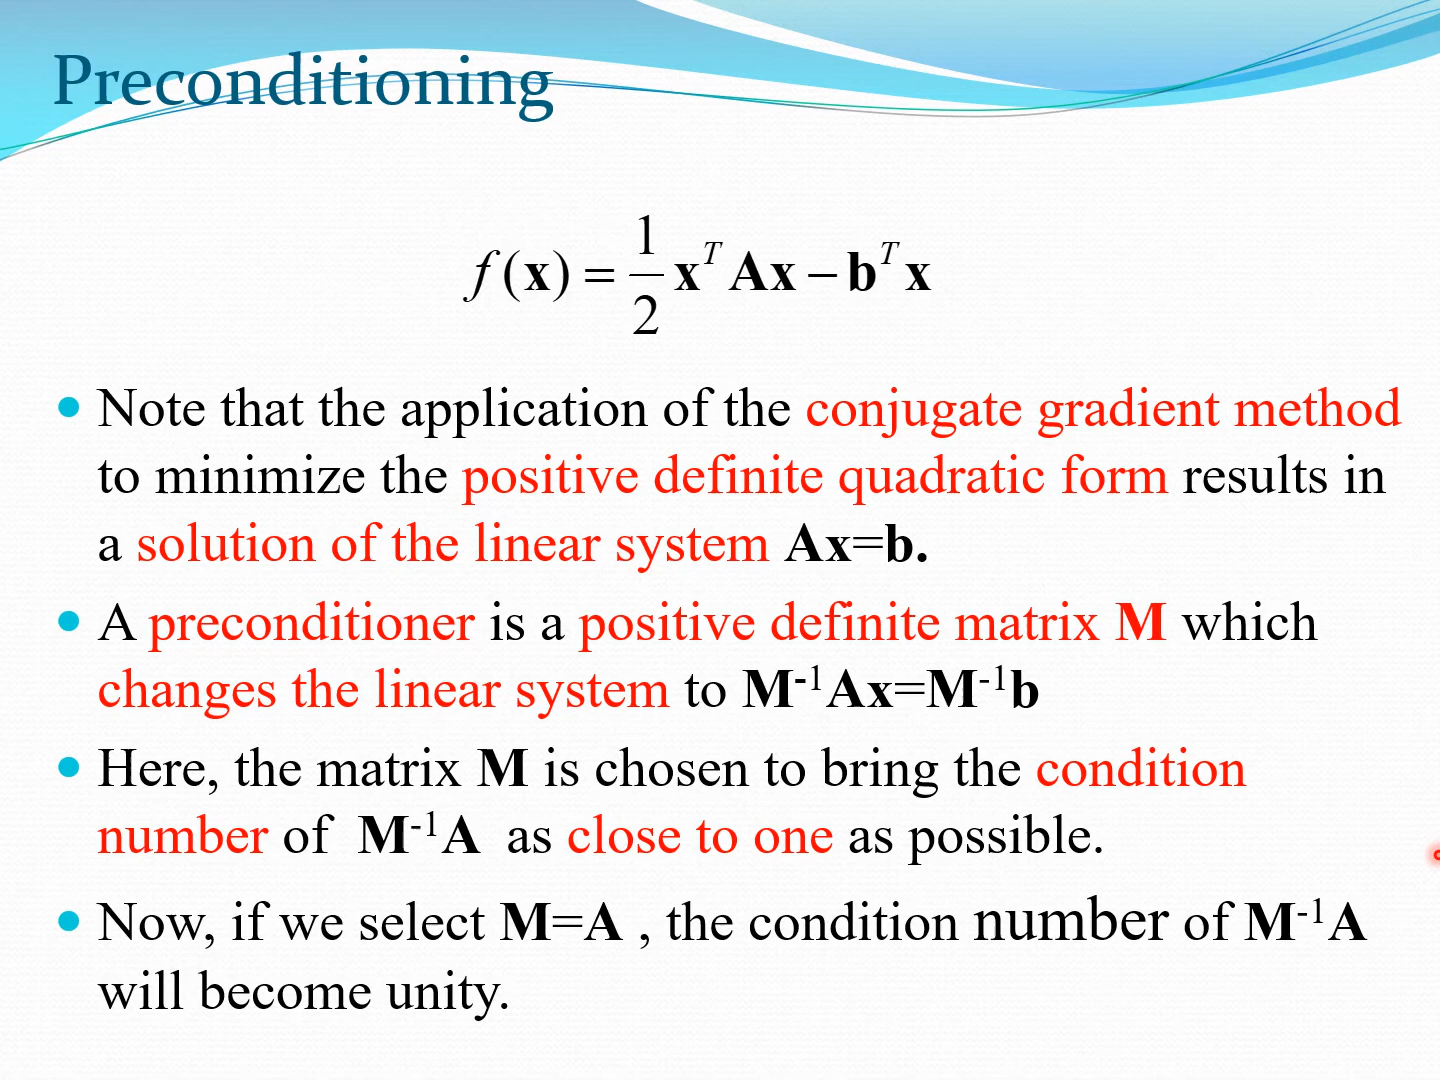 Preconditioning
f(x) = 1/2 x^T Ax − b^T x
• Note that the application of the conjugate gradient method
to minimize the positive definite quadratic form results in
a solution of the linear system Ax=b.
• A preconditioner is a positive definite matrix M which
changes the linear system to M⁻¹Ax=M⁻¹b
• Here, the matrix M is chosen to bring the condition
number of M⁻¹A as close to one as possible.
• Now, if we select M=A , the condition number of M⁻¹A
will become unity.